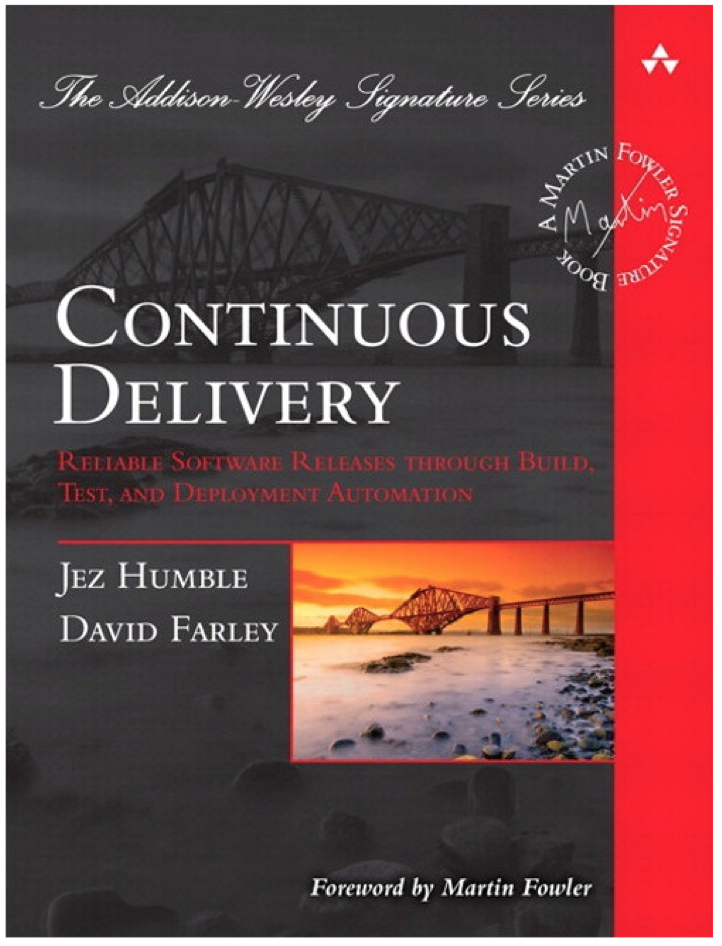 The Addison-Wesley Signature Series
A MARTIN FOWLER SIGNATURE BOOK
Martin
CONTINUOUS
DELIVERY
RELIABLE SOFTWARE RELEASES THROUGH BUILD,
TEST, AND DEPLOYMENT AUTOMATION
JEZ HUMBLE
DAVID FARLEY
Foreword by Martin Fowler